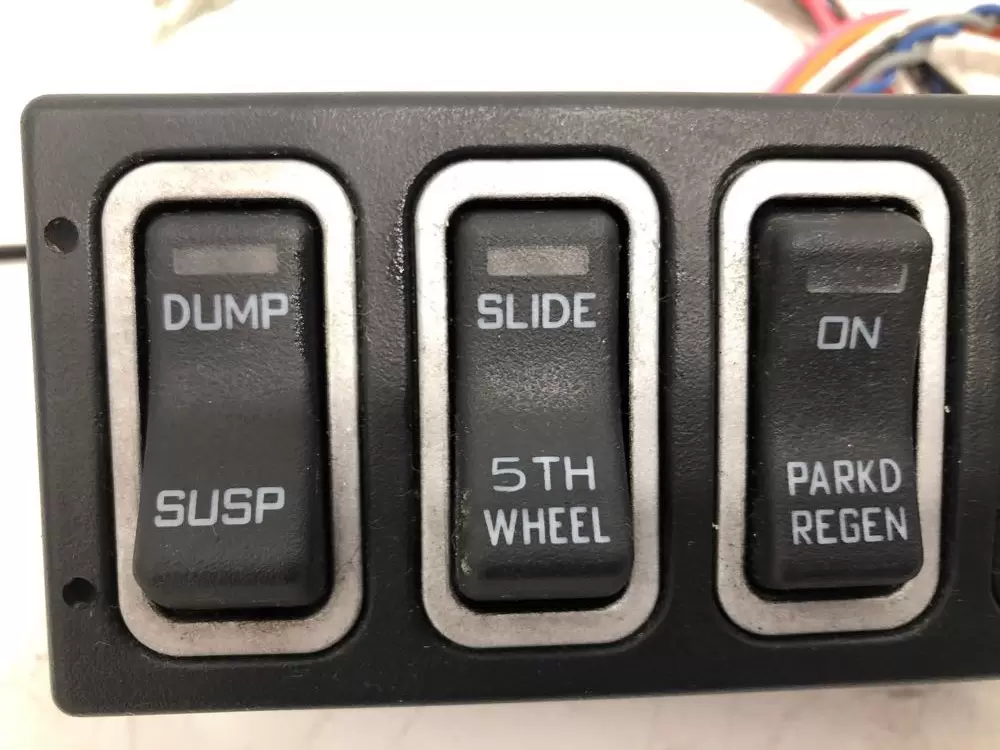 DUMP
SUSP
SLIDE
5TH
WHEEL
ON
PARKD
REGEN